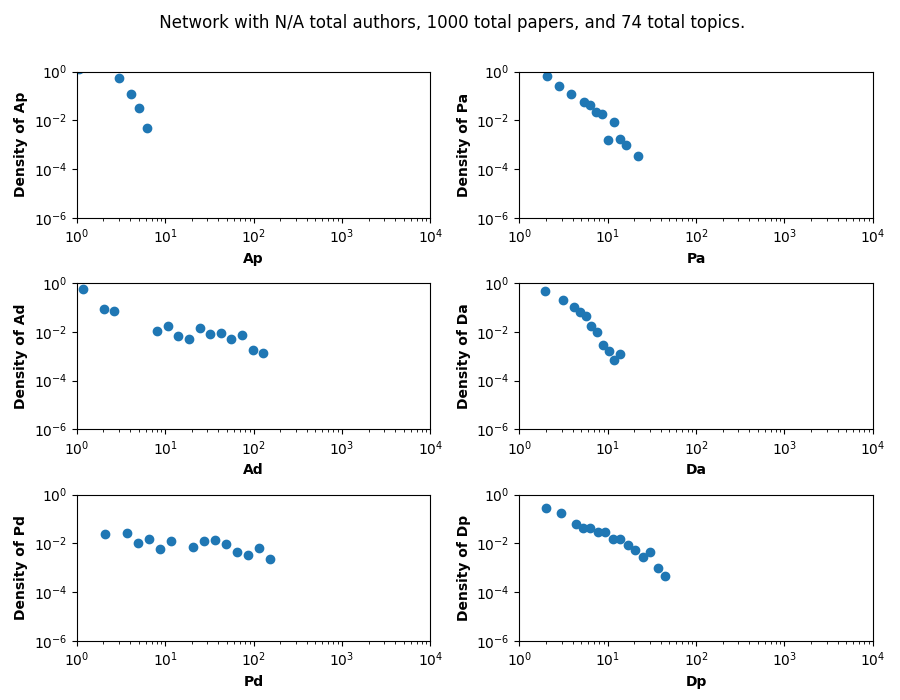 Network with N/A total authors, 1000 total papers, and 74 total topics.
10^0
10^-2
10^-4
10^-6
Density of Ap
10^0 10^1 10^2 10^3 10^4
Ap
10^0
10^-2
10^-4
10^-6
Density of Pa
10^0 10^1 10^2 10^3 10^4
Pa
10^0
10^-2
10^-4
10^-6
Density of Ad
10^0 10^1 10^2 10^3 10^4
Ad
10^0
10^-2
10^-4
10^-6
Density of Da
10^0 10^1 10^2 10^3 10^4
Da
10^0
10^-2
10^-4
10^-6
Density of Pd
10^0 10^1 10^2 10^3 10^4
Pd
10^0
10^-2
10^-4
10^-6
Density of Dp
10^0 10^1 10^2 10^3 10^4
Dp